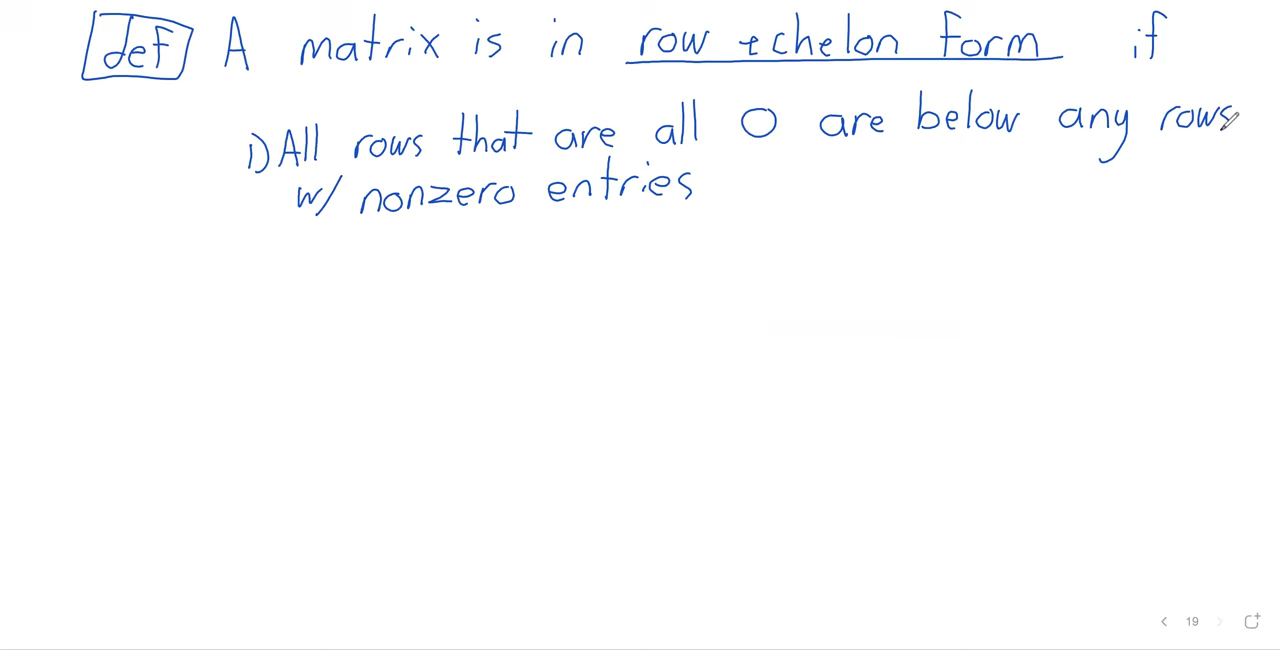 def A matrix is in row echelon form if
1) All rows that are all 0 are below any rows
w/ nonzero entries
19